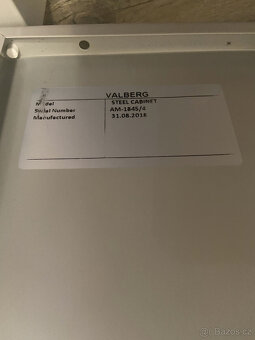 VALBERG
Model STEEL CABINET
Serial Number AM-1845/4
Manufactured 31.08.2018
Bazos.cz